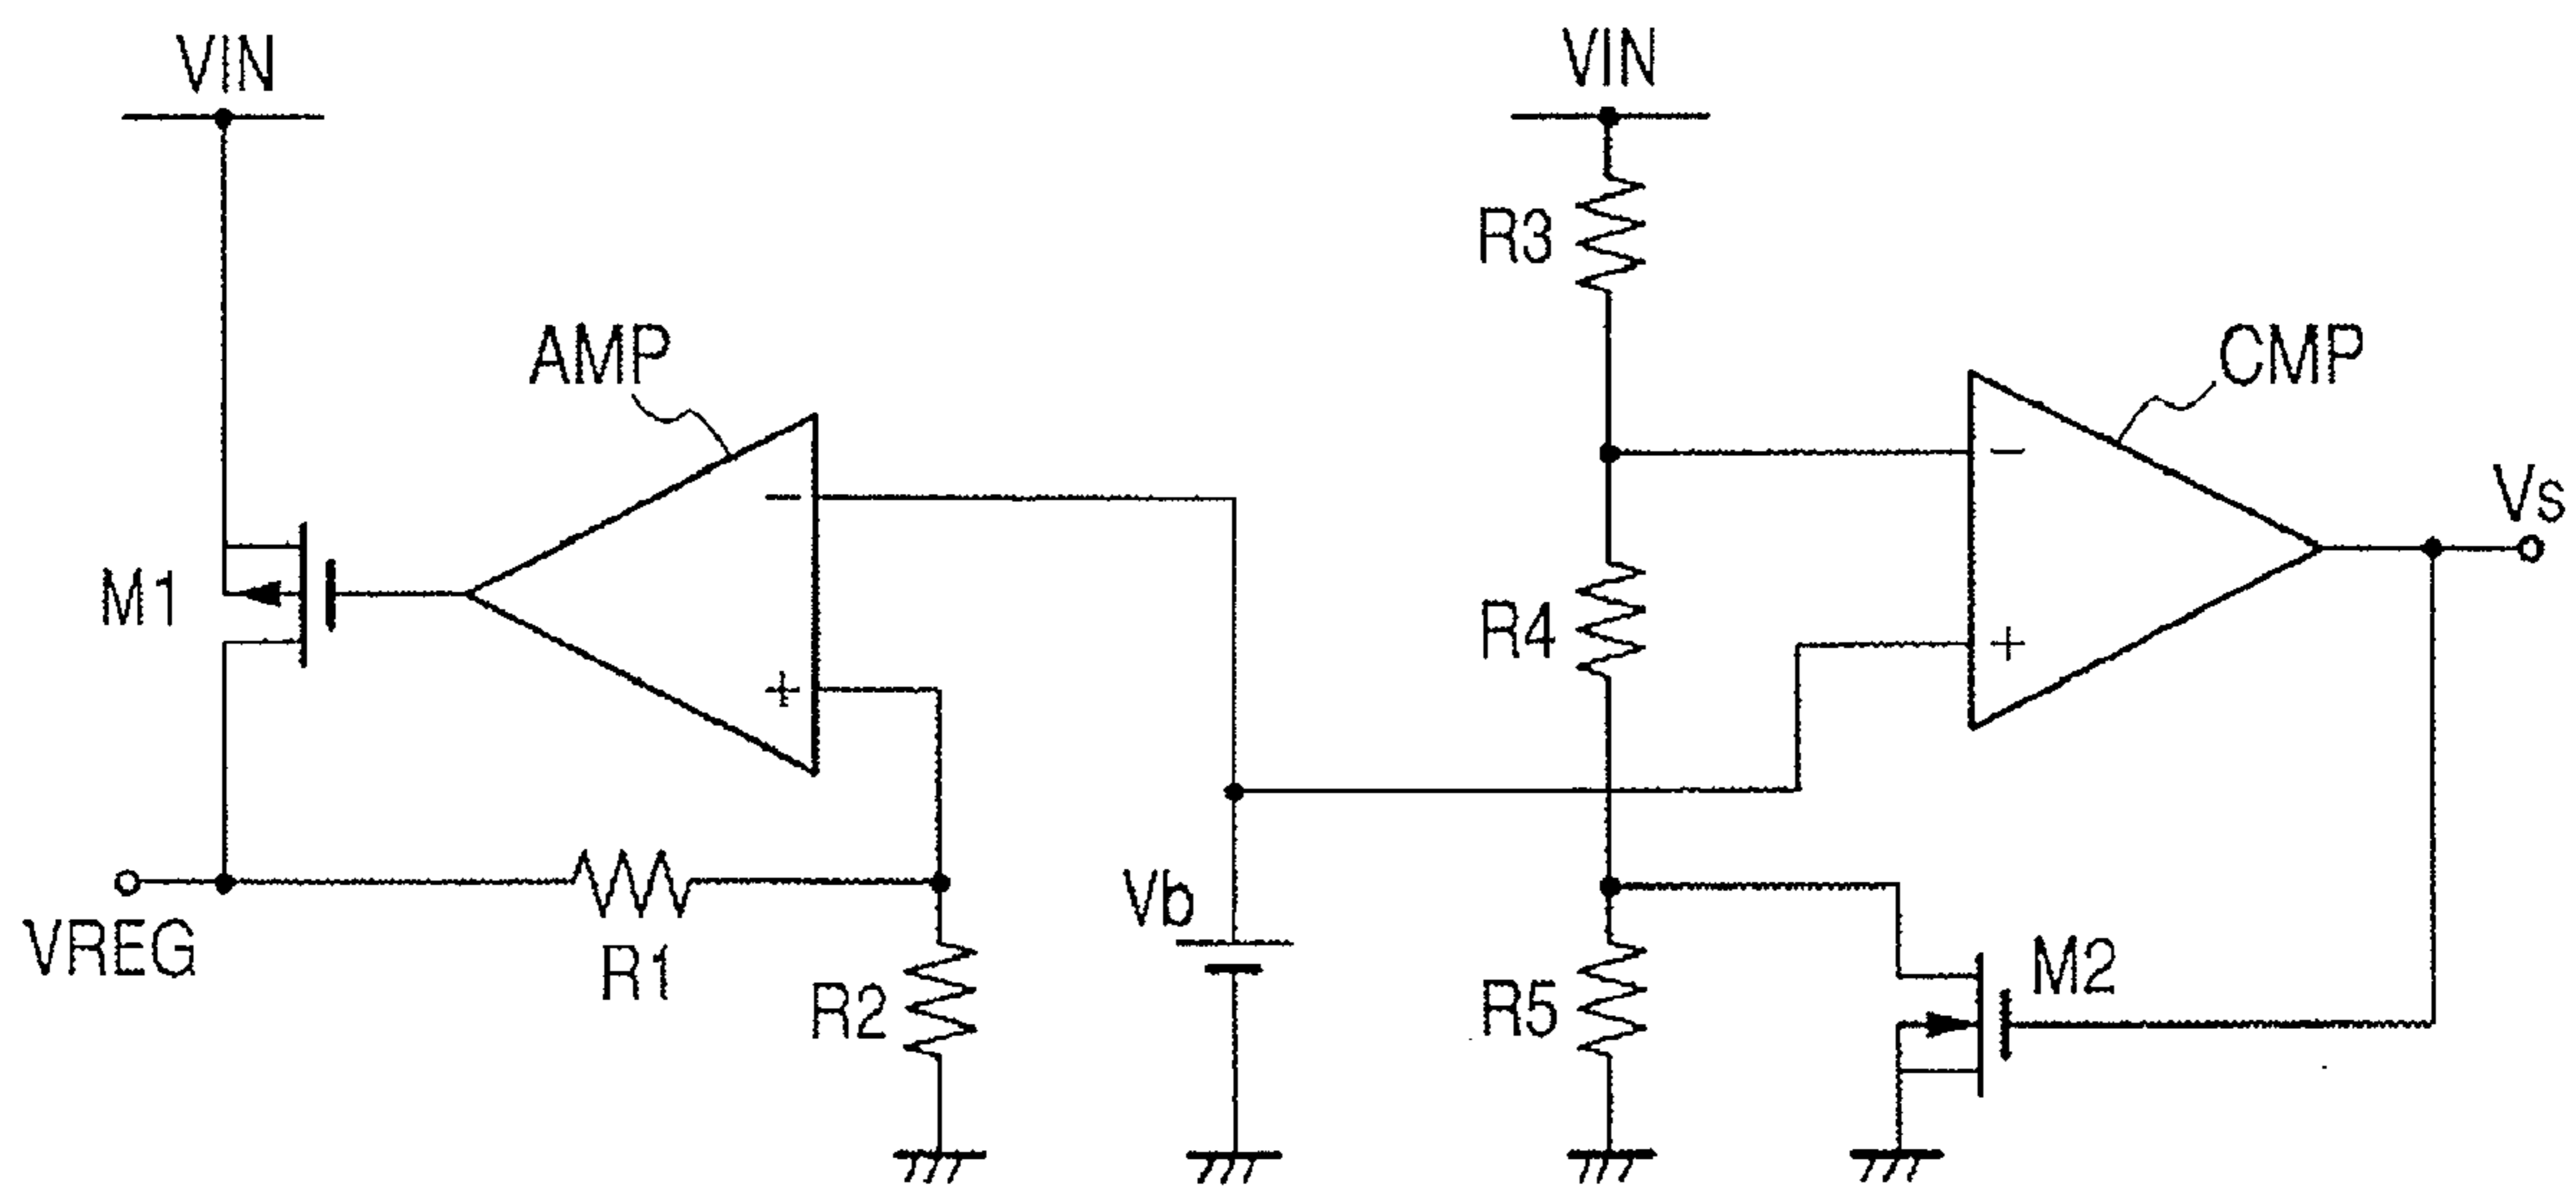 VIN
VIN
AMP
R3
CMP
−
−
Vs
M1
R4
+
+
VREG
R1
R2
Vb
R5
M2